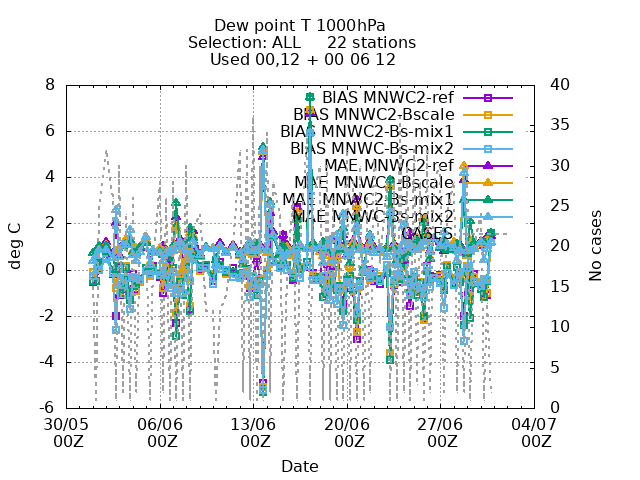 Dew point T 1000hPa
Selection: ALL 22 stations
Used 00,12 + 00 06 12
8
6
4
2
0
-2
-4
-6
deg C
40
35
30
25
20
15
10
5
0
No cases
BIAS MNWC2-ref
BIAS MNWC2-Bscale
BIAS MNWC2-Bs-mix1
BIAS MNWC-Bs-mix2
MAE MNWC2-ref
MAE MNWC2-Bscale
MAE MNWC2-Bs-mix1
MAE MNWC-Bs-mix2
CASES
30/05 06/06 13/06 20/06 27/06 04/07
00Z 00Z 00Z 00Z 00Z 00Z
Date